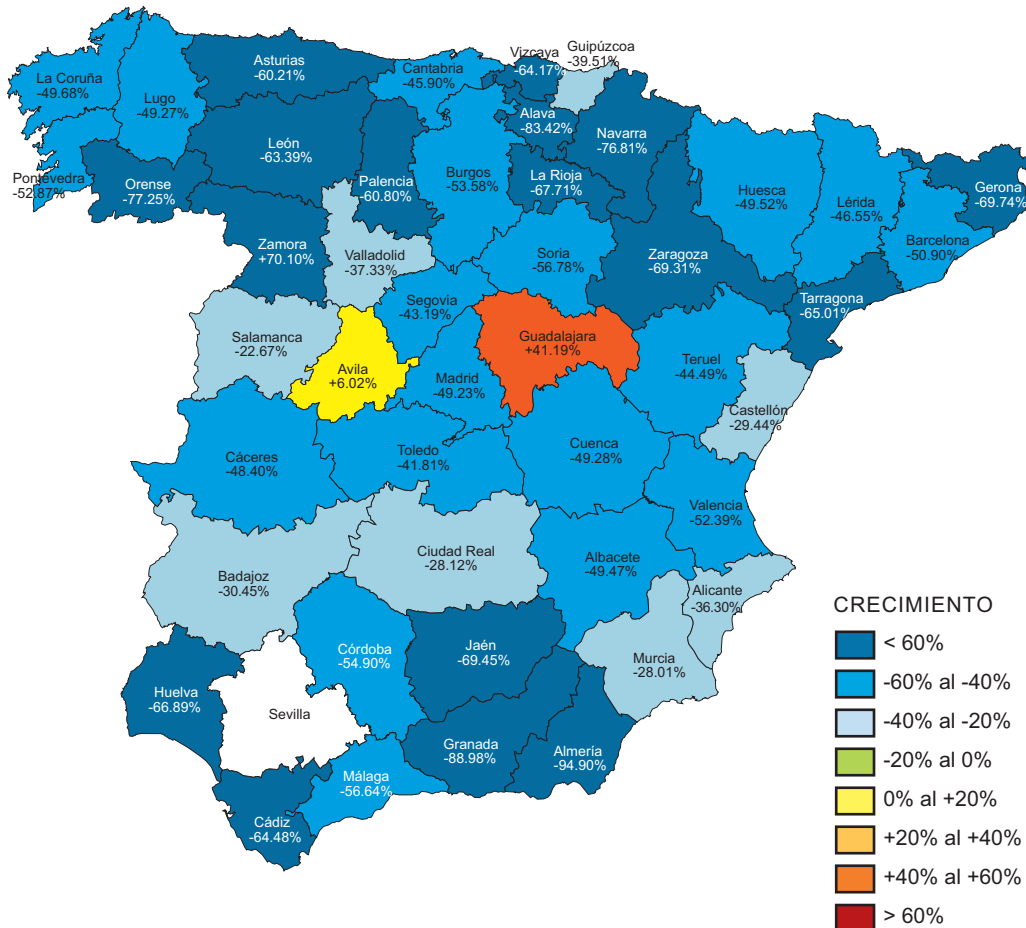 Asturias
-60.21%
Cantabria
-45.90%
Vizcaya
-64.17%
Guipúzcoa
-39.51%
La Coruña
-49.68%
Lugo
-49.27%
Alava
-83.42%
Navarra
-76.81%
León
-63.39%
Pontevedra
-52.87%
Orense
-77.25%
Palencia
-60.80%
Burgos
-53.58%
La Rioja
-67.71%
Huesca
-49.52%
Lérida
-46.55%
Gerona
-69.74%
Barcelona
-50.90%
Zamora
+70.10%
Valladolid
-37.33%
Soria
-56.78%
Zaragoza
-69.31%
Tarragona
-65.01%
Segovia
-43.19%
Salamanca
-22.67%
Avila
+6.02%
Madrid
-49.23%
Guadalajara
+41.19%
Teruel
-44.49%
Castellón
-29.44%
Cáceres
-48.40%
Toledo
-41.81%
Cuenca
-49.28%
Valencia
-52.39%
Badajoz
-30.45%
Ciudad Real
-28.12%
Albacete
-49.47%
Alicante
-36.30%
Murcia
-28.01%
Córdoba
-54.90%
Jaén
-69.45%
Huelva
-66.89%
Sevilla
Granada
-88.98%
Almería
-94.90%
Málaga
-56.64%
Cádiz
-64.48%
CRECIMIENTO
< 60%
-60% al -40%
-40% al -20%
-20% al 0%
0% al +20%
+20% al +40%
+40% al +60%
> 60%